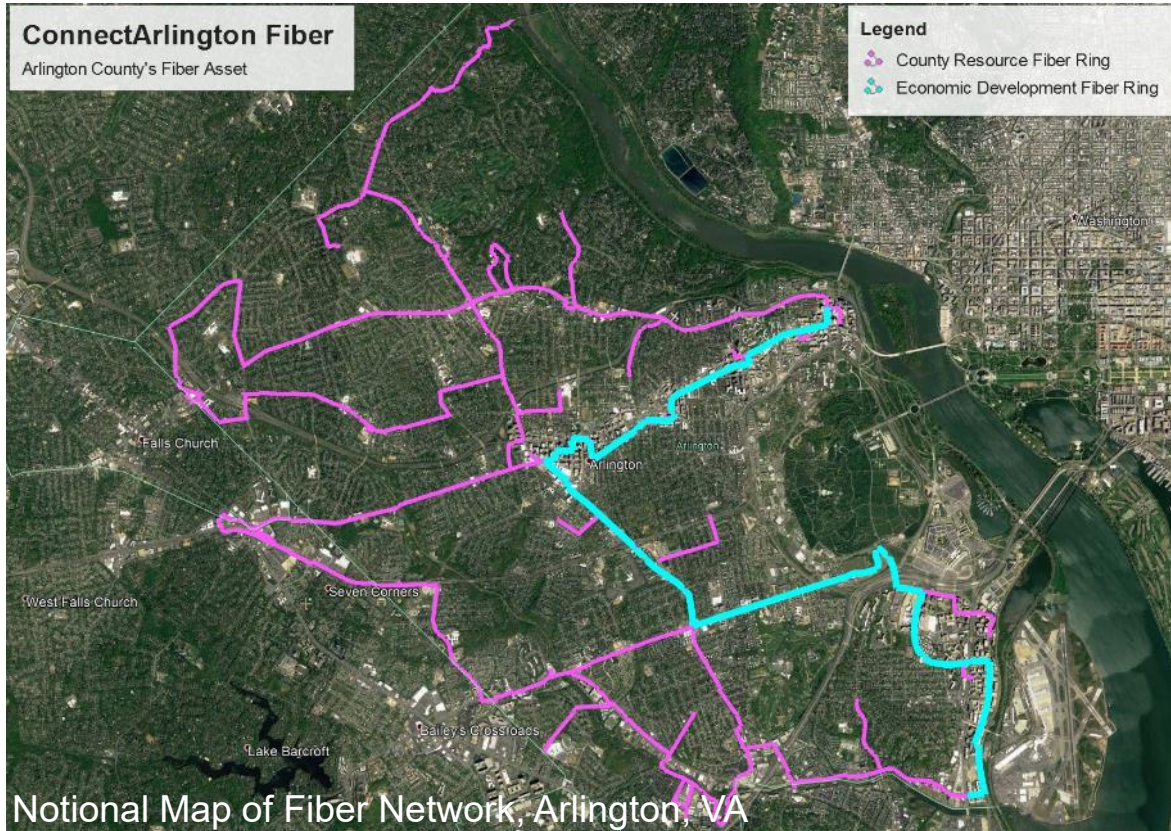 ConnectArlington Fiber
Arlington County's Fiber Asset
Legend
County Resource Fiber Ring
Economic Development Fiber Ring
Washington
Falls Church
Arlington
Arlington
West Falls Church
Seven Corners
Bailey's Crossroads
Lake Barcroft
Notional Map of Fiber Network, Arlington, VA